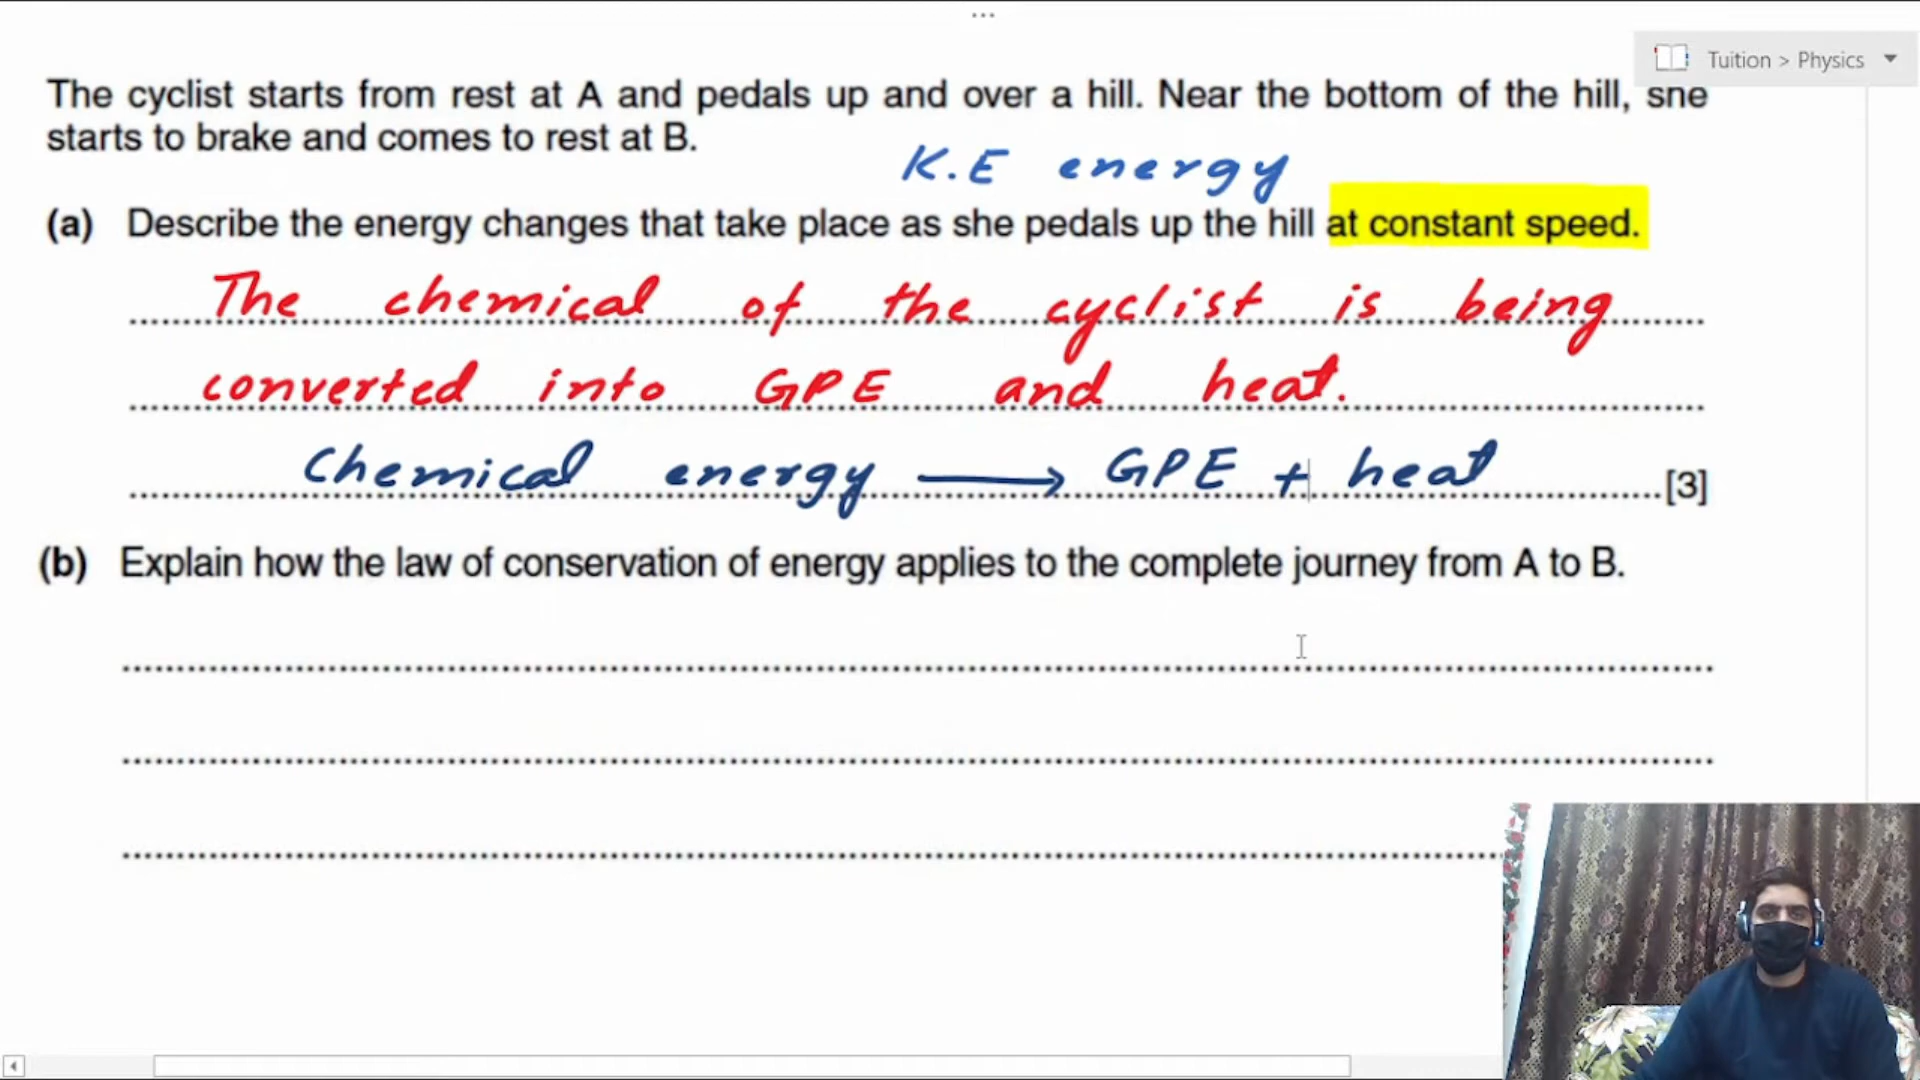 ...
Tuition > Physics
The cyclist starts from rest at A and pedals up and over a hill. Near the bottom of the hill, she
starts to brake and comes to rest at B.
K.E energy
(a) Describe the energy changes that take place as she pedals up the hill at constant speed.
The chemical of the cyclist is being
converted into GPE and heat.
Chemical energy → GPE + heat
[3]
(b) Explain how the law of conservation of energy applies to the complete journey from A to B.